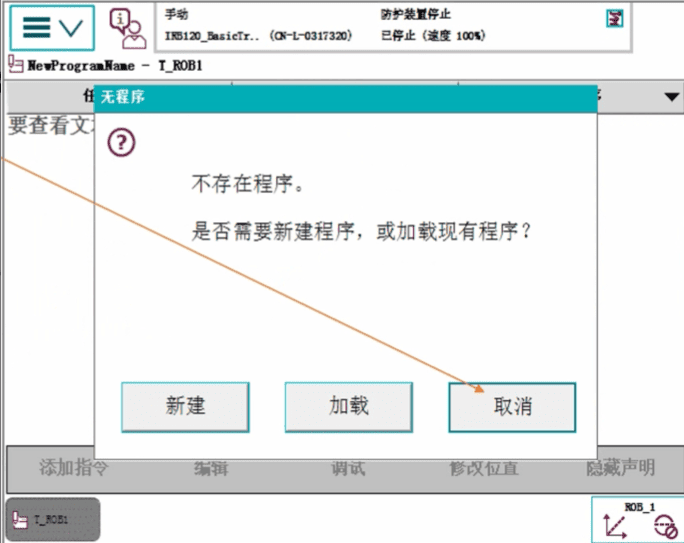 手动
防护装置停止
IRB120_BasicTr.. (CN-L-0317320)
已停止 (速度 100%)
NewProgramName - T_ROB1
任
无程序
序
要查看文
不存在程序。
是否需要新建程序，或加载现有程序？
新建
加载
取消
添加指令
编辑
调试
修改位置
隐藏声明
T_ROB1
ROB_1